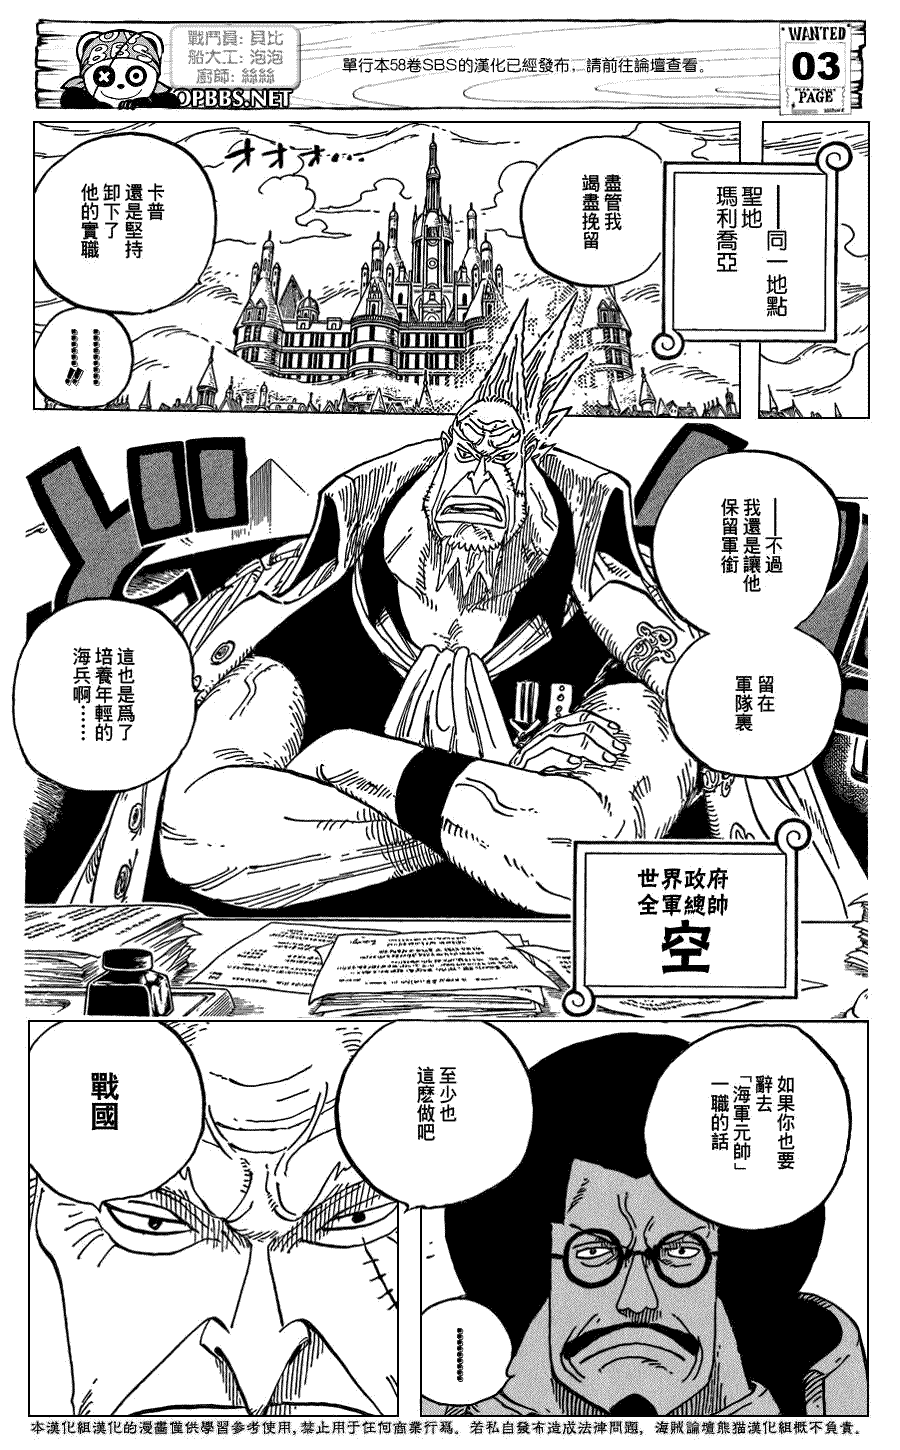 戰鬥員: 貝比
船大工: 泡泡
廚師: 絲絲
OPBBS.NET
單行本58卷SBS的漢化已經發布，請前往論壇查看。
WANTED
03
PAGE
——同一地點
聖地
瑪利喬亞
盡管我
竭盡挽留
オオオ…
卡普
還是堅持
卸下了
他的實職
………!!
——不過
我還是讓他
保留軍銜
留在
軍隊裏
ドン
這也是爲了
培養年輕的
海兵啊……
世界政府
全軍總帥
空
如果你也要
辭去
「海軍元帥」
一職的話
至少也
這麽做吧
戰國
………
本漢化組漢化的漫畫僅供學習參考使用,禁止用于任何商業行爲。若私自發布造成法律問題，海賊論壇熊猫漢化組概不負責。